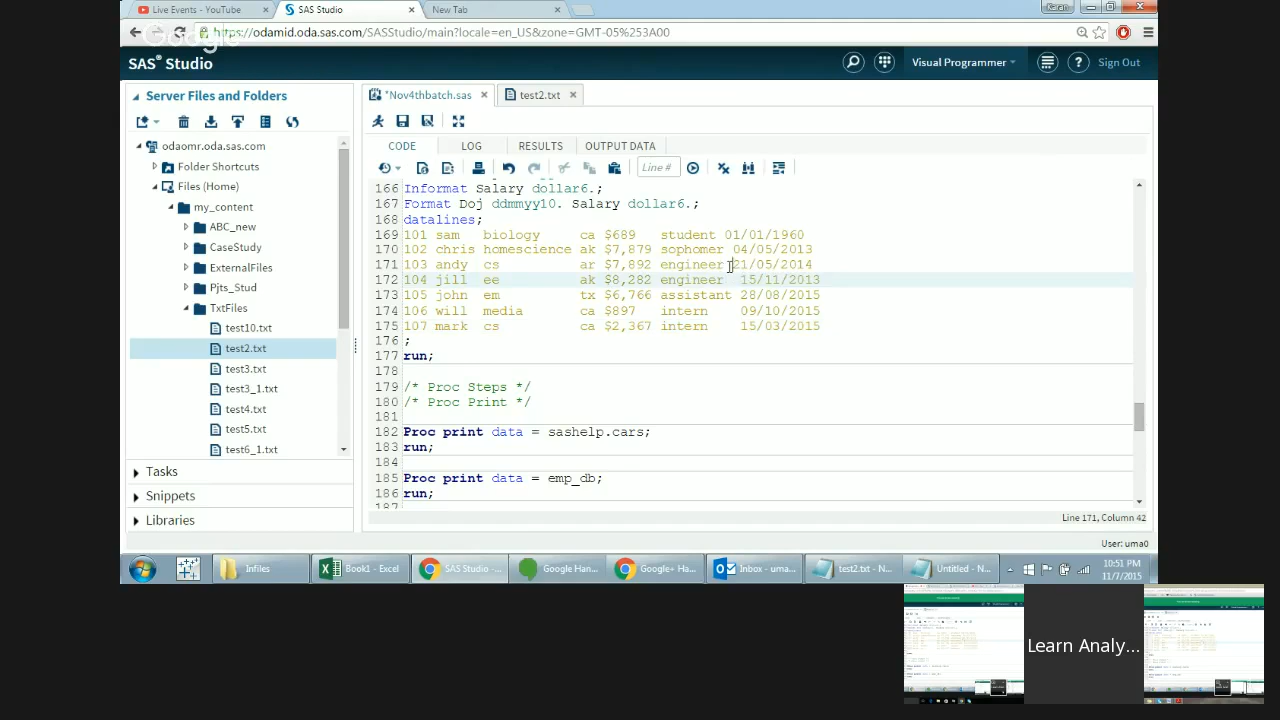 Live Events - YouTube
SAS Studio
New Tab
Google
https://odamid.oda.sas.com/SASStudio
locale=en_US&zone=GMT-0598253A00
SAS® Studio
Visual Programmer
Sign Out
Server Files and Folders
*Nov4thbatch.sas
test2.txt
CODE
LOG
RESULTS
OUTPUT DATA
odaomr.oda.sas.com
Folder Shortcuts
Files (Home)
my_content
ABC_new
CaseStudy
ExternalFiles
Pjts_Stud
TxtFiles
test10.txt
test2.txt
test3.txt
test3_1.txt
test4.txt
test5.txt
test6_1.txt
Tasks
Snippets
Libraries
Line #
166 Informat Salary dollar6.;
167 Format Doj ddmmyy10. Salary dollar6.;
168 datalines;
169 101 sam biology ca $689 student 01/01/1960
170 102 chris homescience ak $7,879 sophomer 04/05/2013
171 103 andy cs ar $7,892 engineer 21/05/2014
172 104 jill ee ak $8,282 engineer 15/11/2013
173 105 john em tx $6,766 assistant 28/08/2015
174 106 will media ca $897 intern 09/10/2015
175 107 mark cs ca $2,367 intern 15/03/2015
176 ;
177 run;
178
179 /* Proc Steps */
180 /* Proc Print */
181
182 Proc print data = sashelp.cars;
183 run;
184
185 Proc print data = emp_db;
186 run;
187
Line 171, Column 42
User: uma0
Infiles
Book1 - Excel
SAS Studio -...
Google Han...
Google+ Ha...
Inbox - uma...
test2.txt - N...
Untitled - N...
10:51 PM
11/7/2015
Learn Analy...